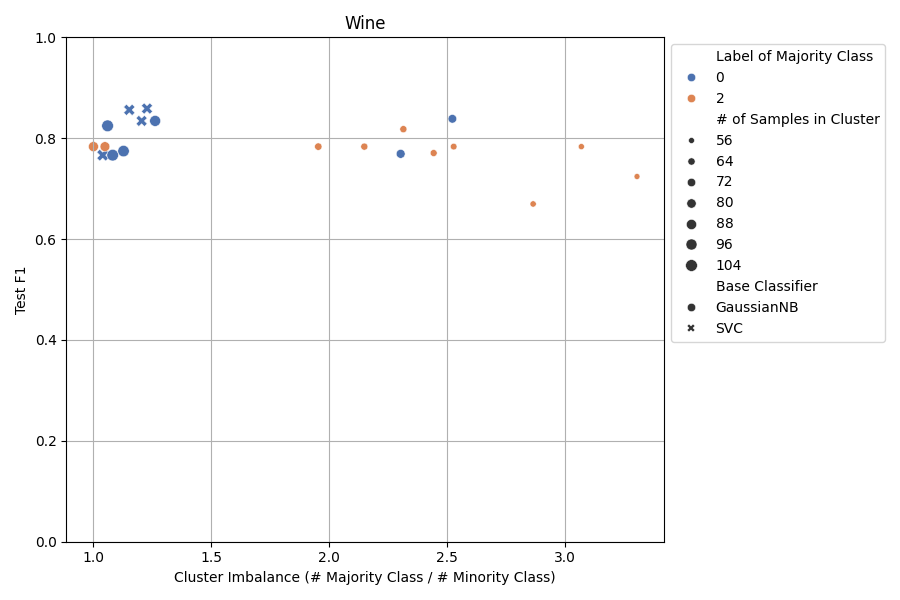 Wine
Test F1
1.0
0.8
0.6
0.4
0.2
0.0
1.0
1.5
2.0
2.5
3.0
Cluster Imbalance (# Majority Class / # Minority Class)
Label of Majority Class
0
2
# of Samples in Cluster
56
64
72
80
88
96
104
Base Classifier
GaussianNB
SVC